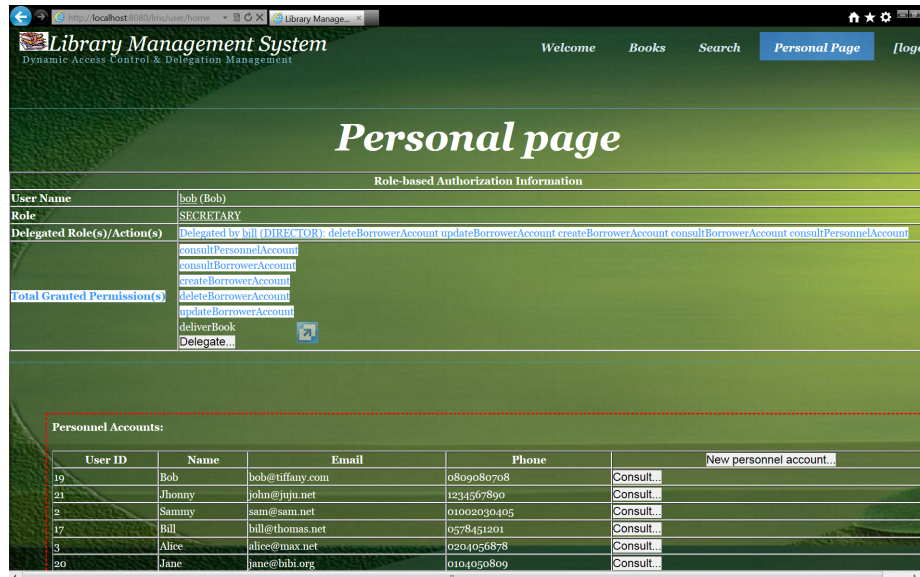 http://localhost:8080/lms/user/home
Library Manage...
Library Management System
Dynamic Access Control & Delegation Management
Welcome Books Search Personal Page [logo
Personal page
Role-based Authorization Information
User Name bob (Bob)
Role SECRETARY
Delegated Role(s)/Action(s) Delegated by bill (DIRECTOR): deleteBorrowerAccount updateBorrowerAccount createBorrowerAccount consultBorrowerAccount consultPersonnelAccount
Total Granted Permission(s)
consultPersonnelAccount
consultBorrowerAccount
createBorrowerAccount
deleteBorrowerAccount
updateBorrowerAccount
deliverBook
Delegate...
Personnel Accounts:
User ID Name Email Phone New personnel account...
19 Bob bob@tiffany.com 0809080708 Consult...
21 Jhonny john@juju.net 1234567890 Consult...
2 Sammy sam@sam.net 01002030405 Consult...
17 Bill bill@thomas.net 0578451201 Consult...
3 Alice alice@max.net 0204056878 Consult...
20 Jane jane@bibi.org 0104050809 Consult...